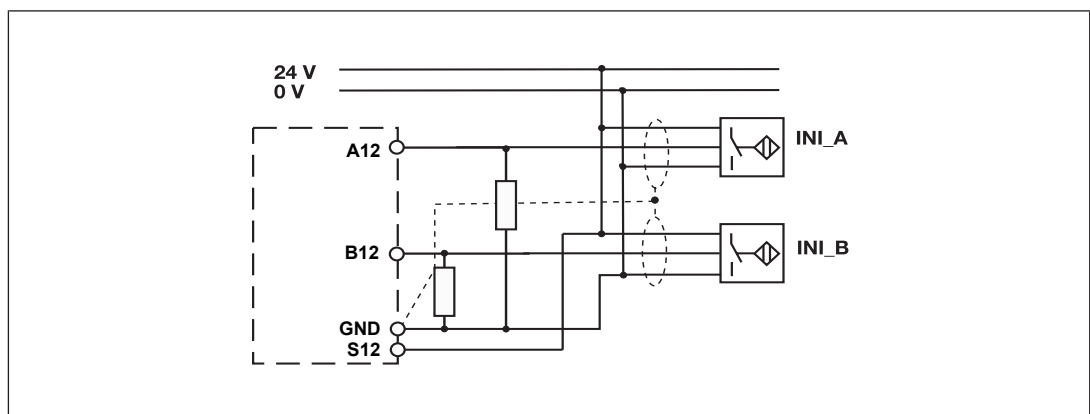 24 V
0 V
A12
INI_A
B12
INI_B
GND
S12